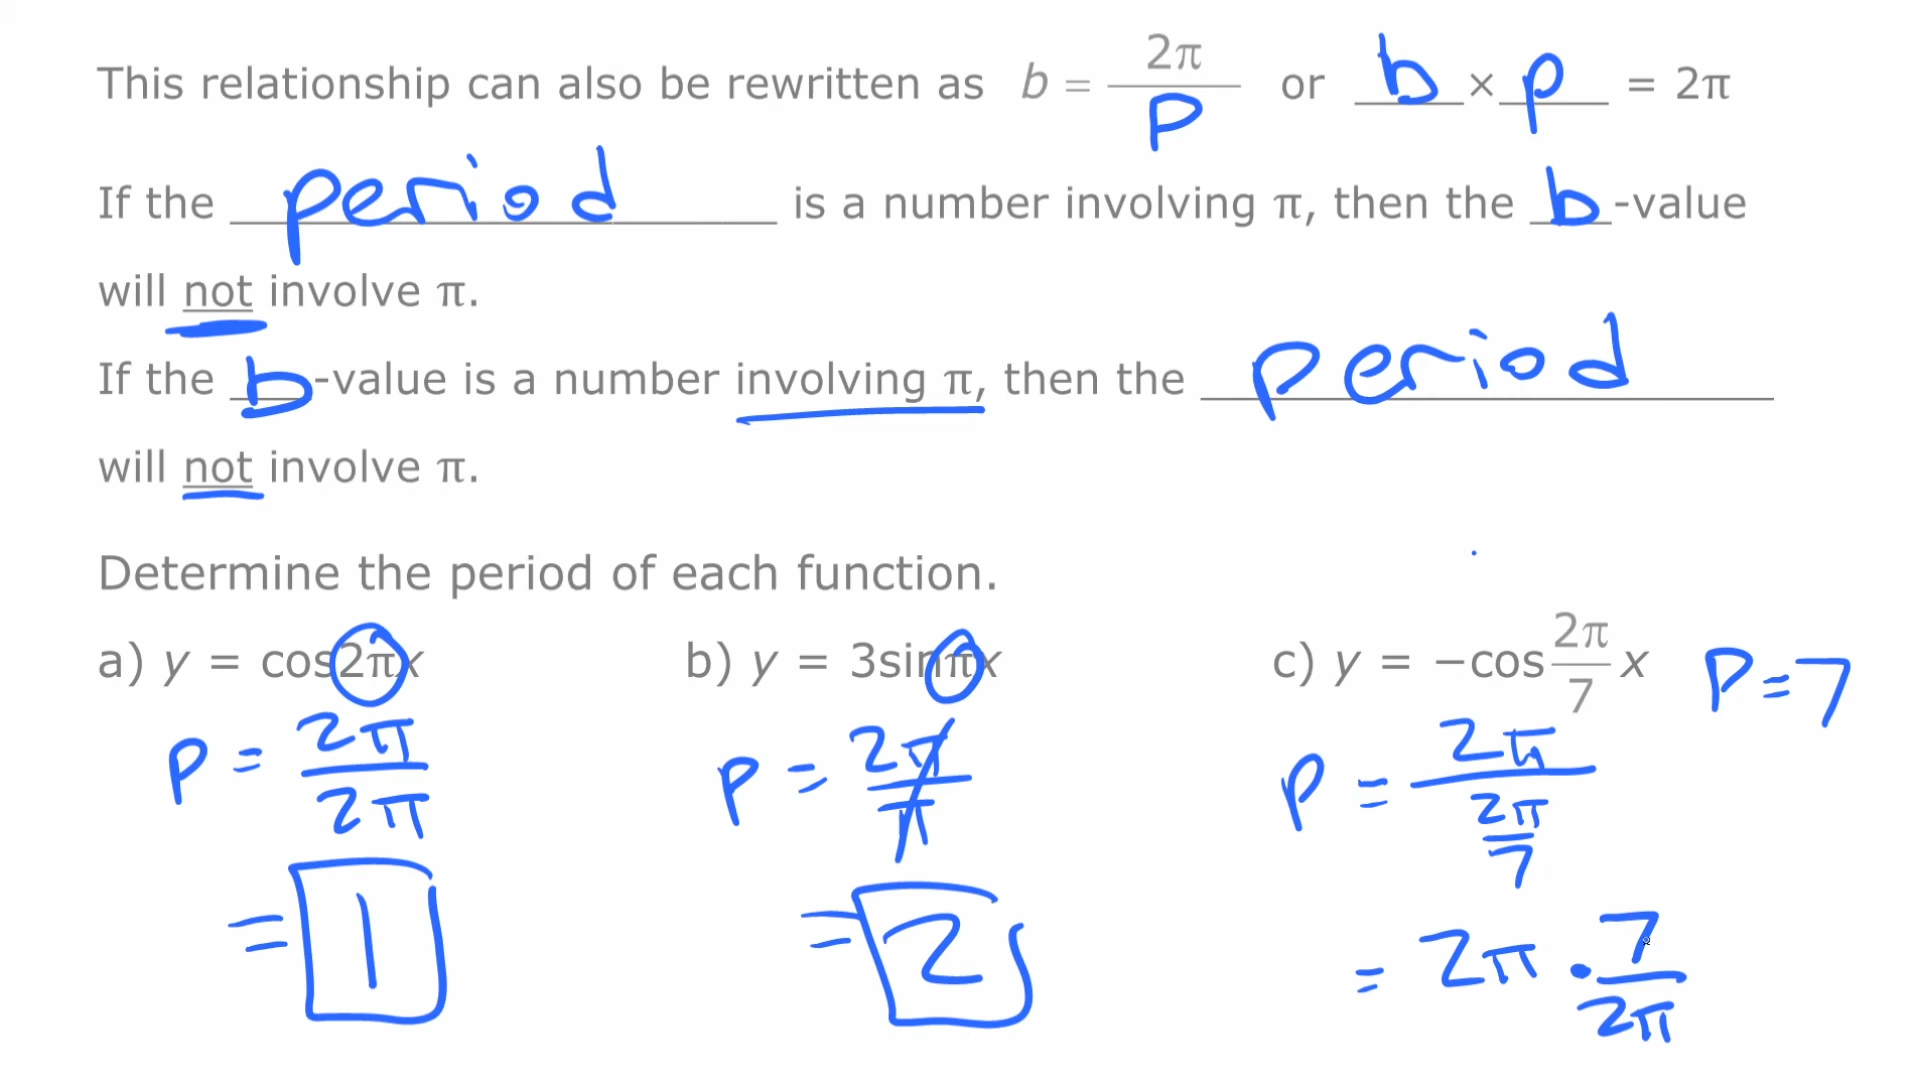 This relationship can also be rewritten as b = 2π/P or b × p = 2π
If the period is a number involving π, then the b-value
will not involve π.
If the b-value is a number involving π, then the period
will not involve π.
Determine the period of each function.
a) y = cos2πx b) y = 3sinπx c) y = −cos 2π/7 x P=7
P = 2π/2π P = 2π/π P = 2π/(2π/7)
= 1 = 2 = 2π · 7/2π